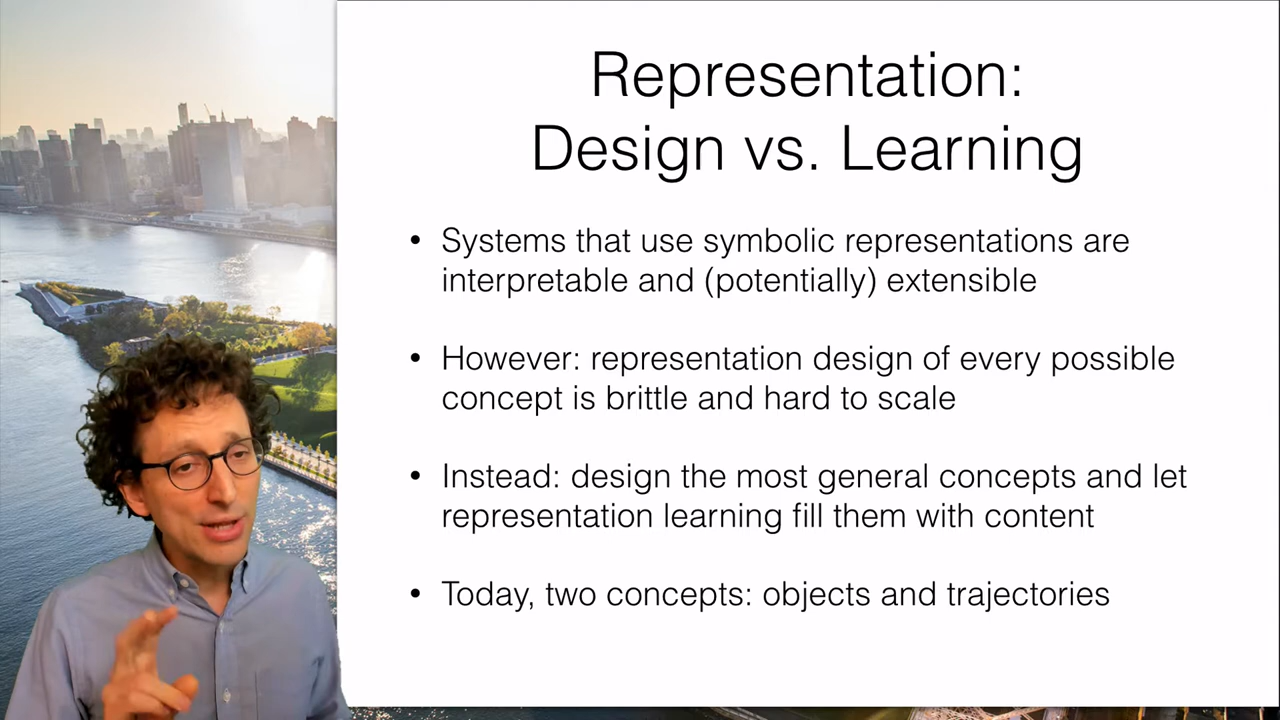 Representation:
Design vs. Learning
• Systems that use symbolic representations are
interpretable and (potentially) extensible
• However: representation design of every possible
concept is brittle and hard to scale
• Instead: design the most general concepts and let
representation learning fill them with content
• Today, two concepts: objects and trajectories